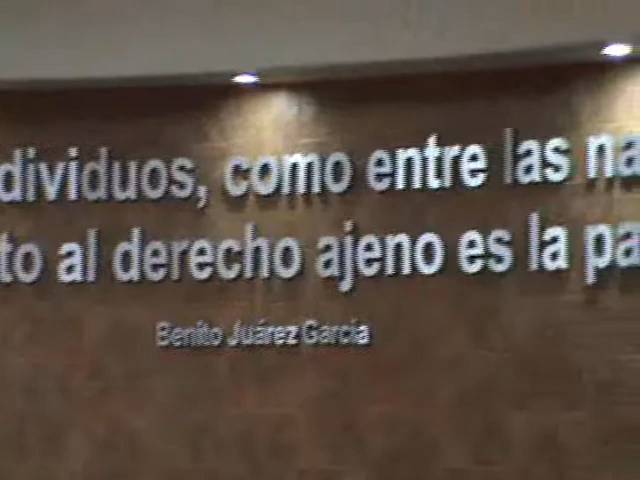 dividuos, como entre las na
to al derecho ajeno es la pa
Benito Juárez García